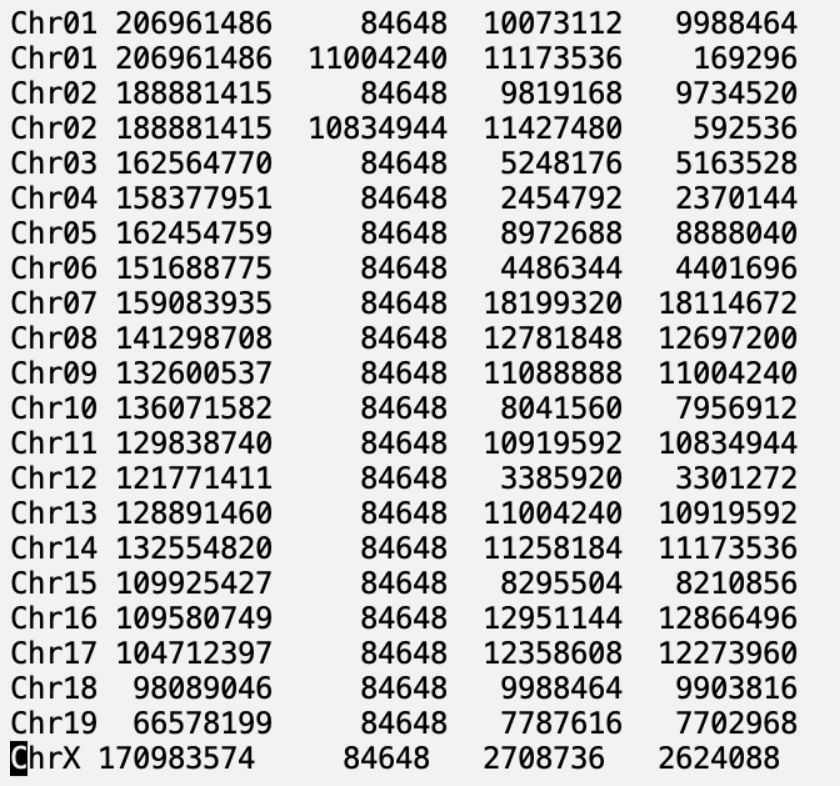 Chr01 206961486 84648 10073112 9988464
Chr01 206961486 11004240 11173536 169296
Chr02 188881415 84648 9819168 9734520
Chr02 188881415 10834944 11427480 592536
Chr03 162564770 84648 5248176 5163528
Chr04 158377951 84648 2454792 2370144
Chr05 162454759 84648 8972688 8888040
Chr06 151688775 84648 4486344 4401696
Chr07 159083935 84648 18199320 18114672
Chr08 141298708 84648 12781848 12697200
Chr09 132600537 84648 11088888 11004240
Chr10 136071582 84648 8041560 7956912
Chr11 129838740 84648 10919592 10834944
Chr12 121771411 84648 3385920 3301272
Chr13 128891460 84648 11004240 10919592
Chr14 132554820 84648 11258184 11173536
Chr15 109925427 84648 8295504 8210856
Chr16 109580749 84648 12951144 12866496
Chr17 104712397 84648 12358608 12273960
Chr18 98089046 84648 9988464 9903816
Chr19 66578199 84648 7787616 7702968
ChrX 170983574 84648 2708736 2624088